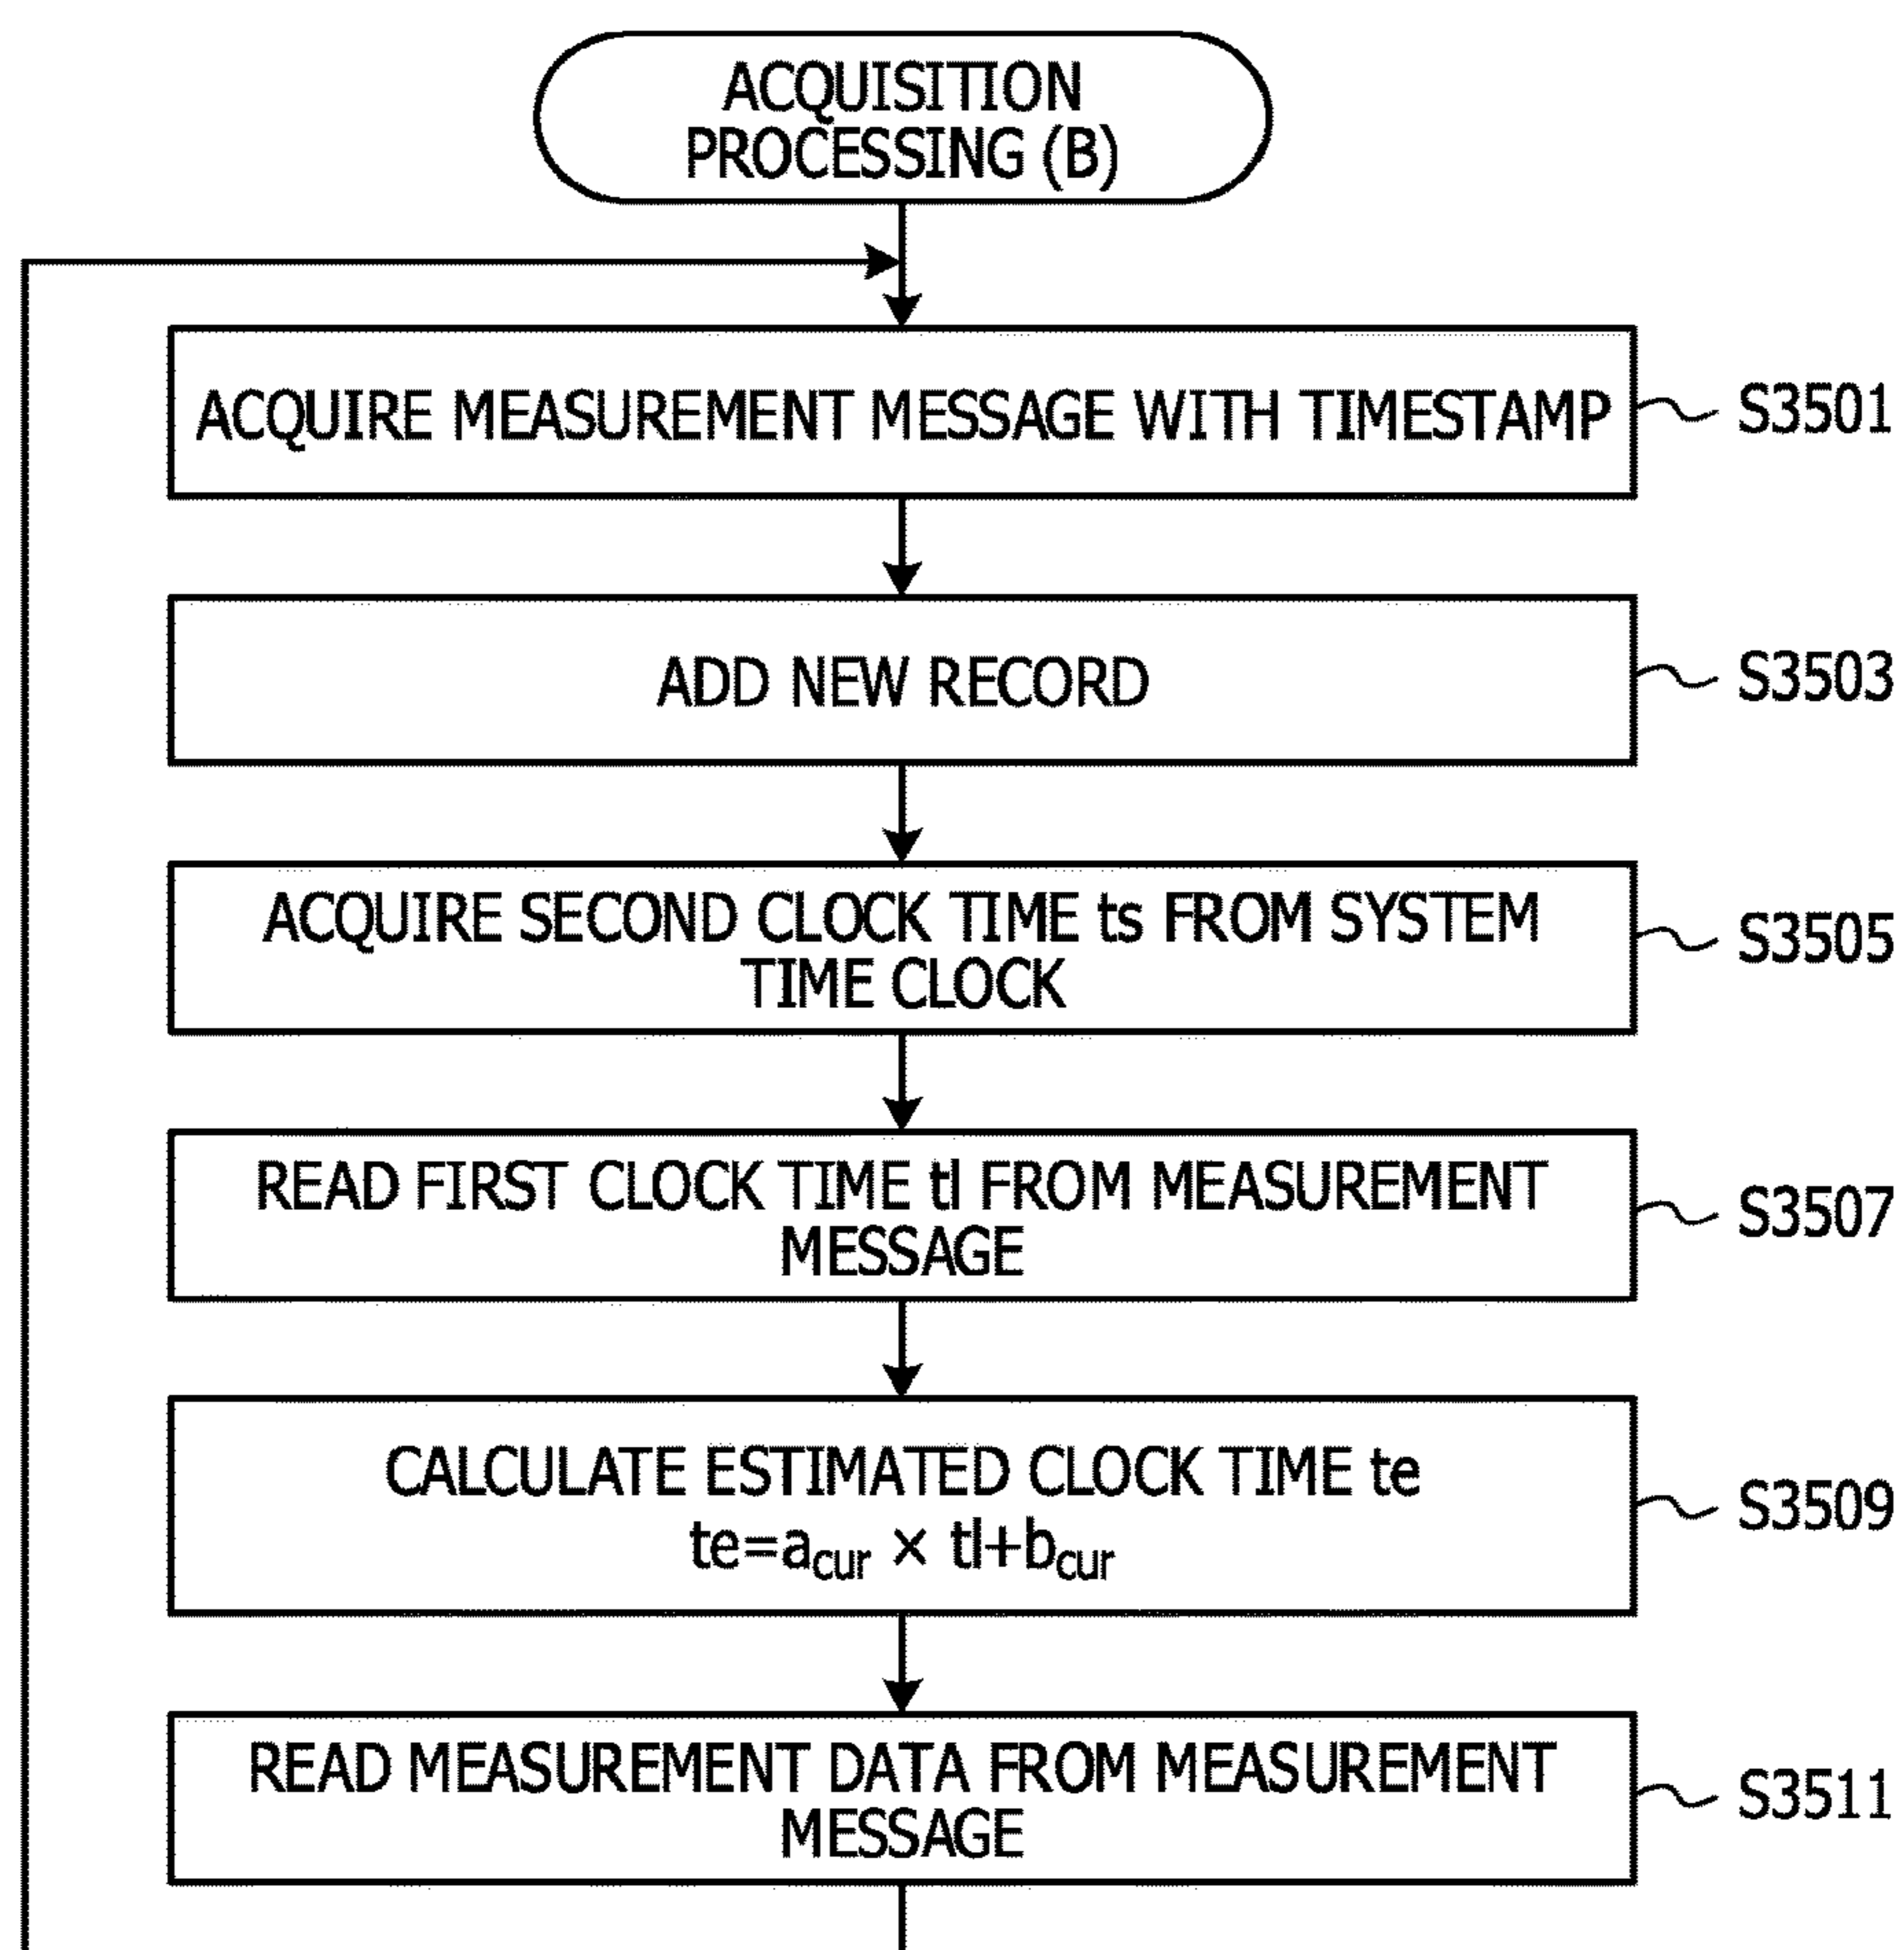 ACQUISITION
PROCESSING (B)
ACQUIRE MEASUREMENT MESSAGE WITH TIMESTAMP
S3501
ADD NEW RECORD
S3503
ACQUIRE SECOND CLOCK TIME ts FROM SYSTEM
TIME CLOCK
S3505
READ FIRST CLOCK TIME tl FROM MEASUREMENT
MESSAGE
S3507
CALCULATE ESTIMATED CLOCK TIME te
te=a_cur × tl+b_cur
S3509
READ MEASUREMENT DATA FROM MEASUREMENT
MESSAGE
S3511